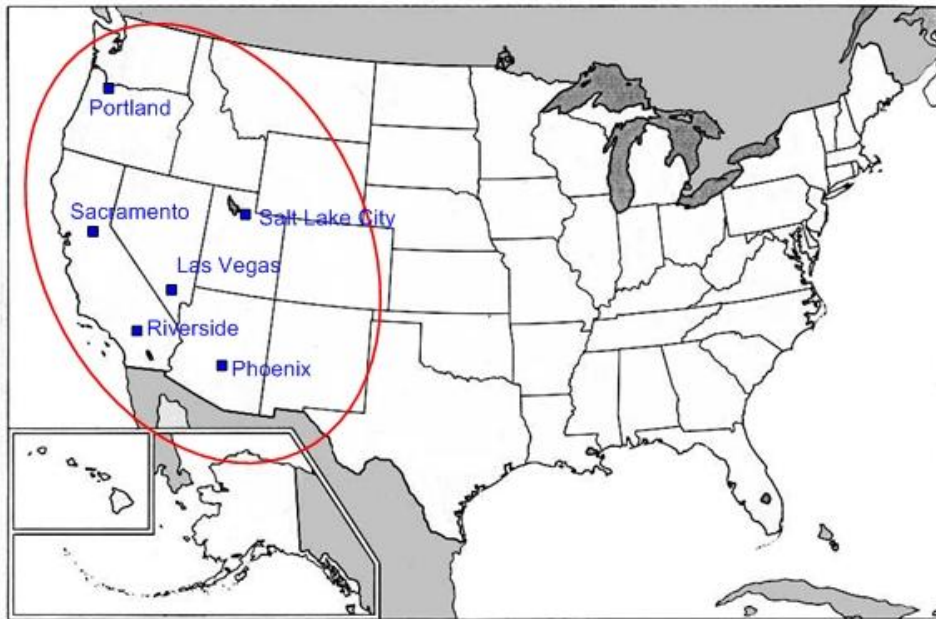 Portland
Sacramento
Salt Lake City
Las Vegas
Riverside
Phoenix